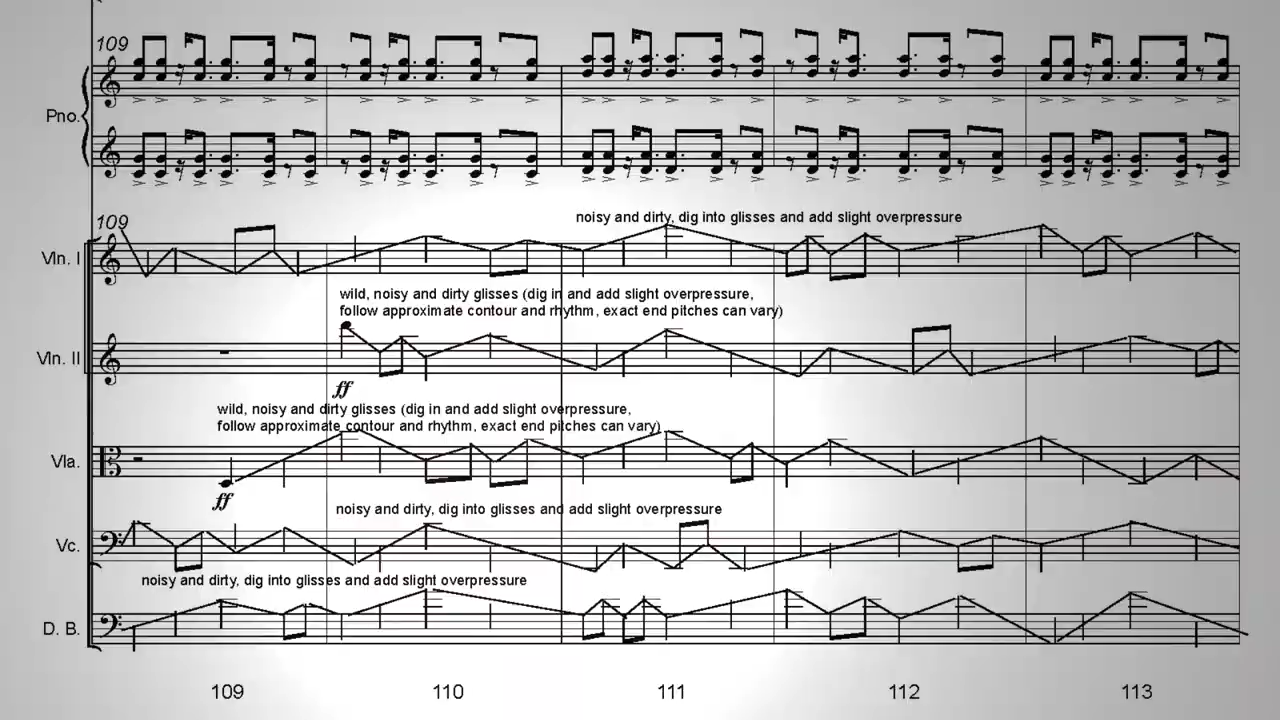 109
Pno.
109
noisy and dirty, dig into glisses and add slight overpressure
Vln. I
wild, noisy and dirty glisses (dig in and add slight overpressure,
follow approximate contour and rhythm, exact end pitches can vary)
Vln. II
ff
wild, noisy and dirty glisses (dig in and add slight overpressure,
follow approximate contour and rhythm, exact end pitches can vary)
Vla.
ff
noisy and dirty, dig into glisses and add slight overpressure
Vc.
noisy and dirty, dig into glisses and add slight overpressure
D. B.
109 110 111 112 113